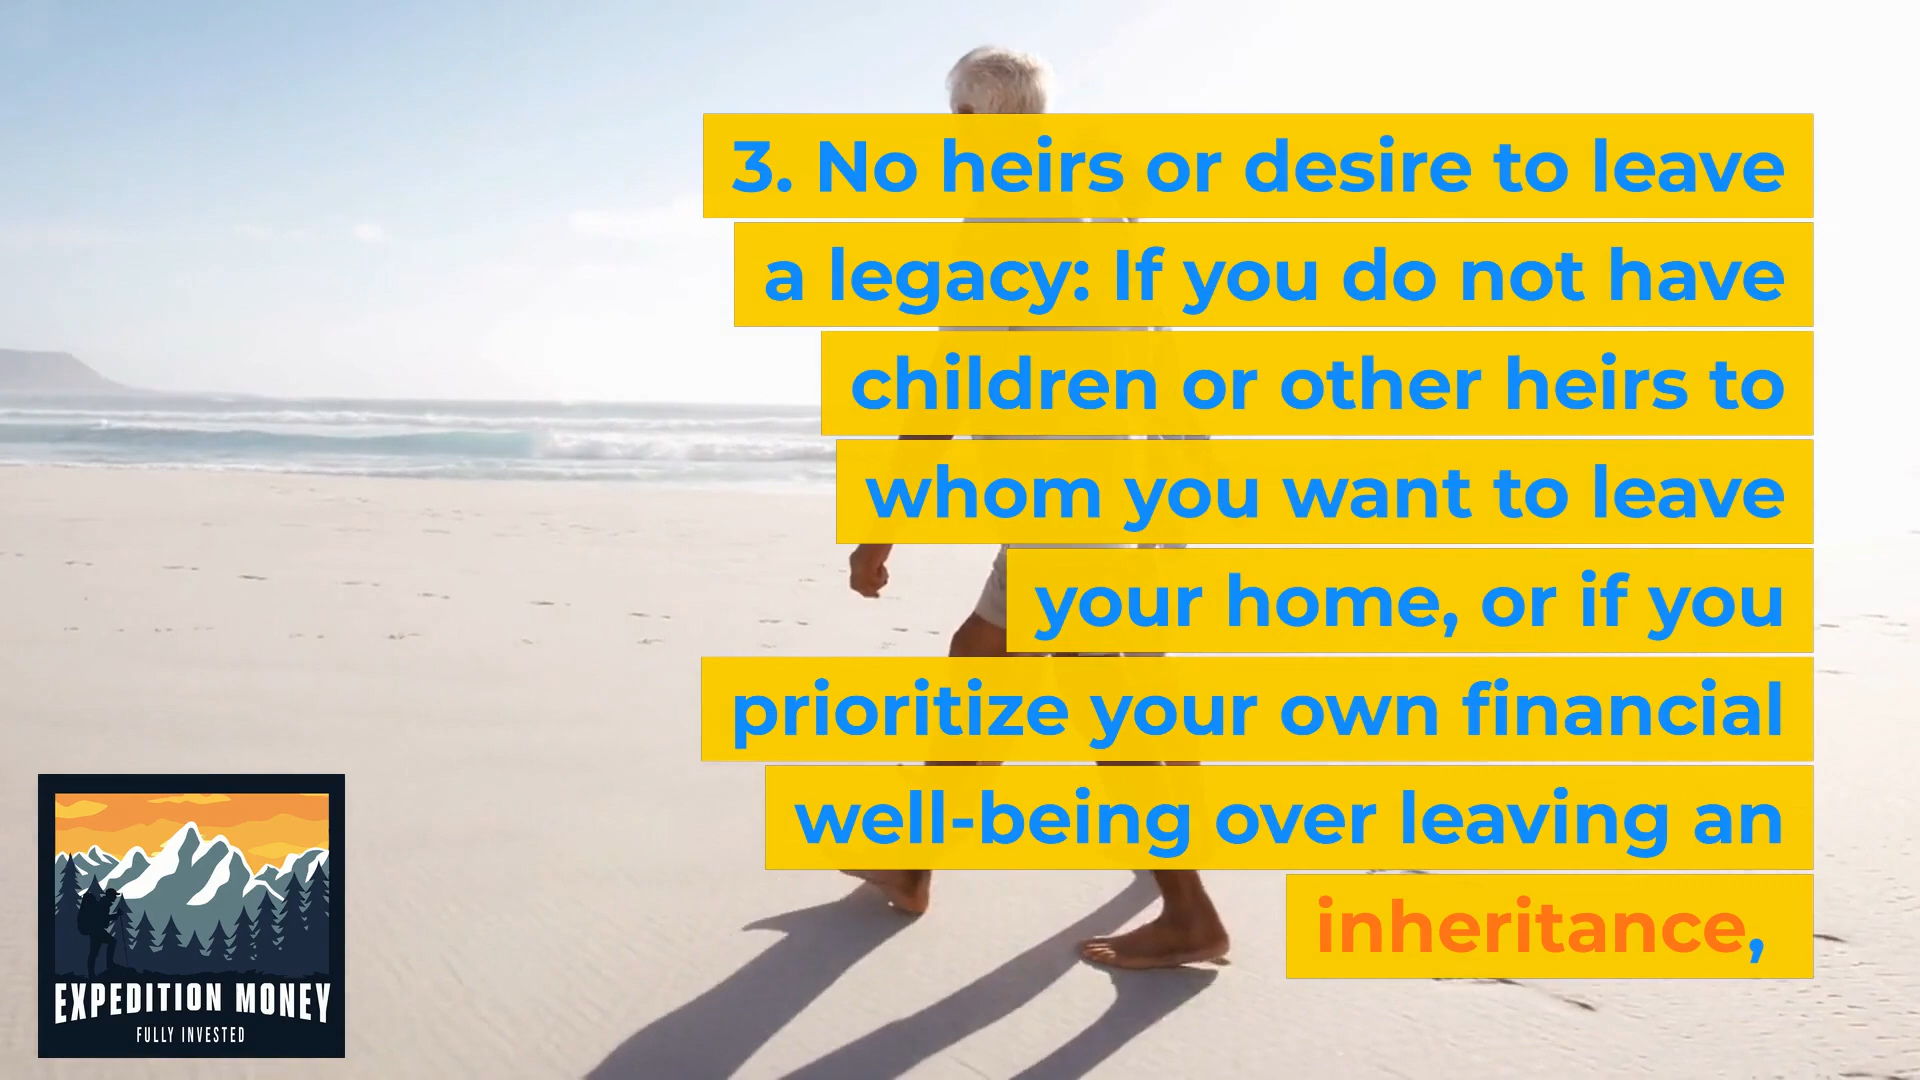 3. No heirs or desire to leave
a legacy: If you do not have
children or other heirs to
whom you want to leave
your home, or if you
prioritize your own financial
well-being over leaving an
inheritance,
EXPEDITION MONEY
FULLY INVESTED